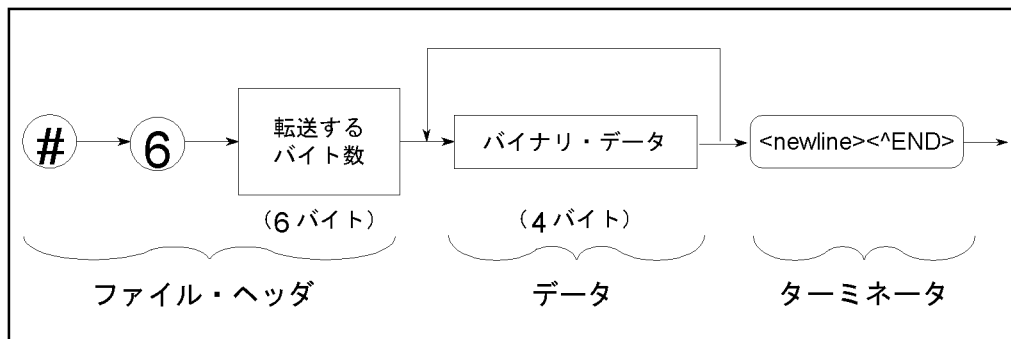 #
6
転送する
バイト数
バイナリ・データ
<newline><^END>
(6 バイト)
(4 バイト)
ファイル・ヘッダ
データ
ターミネータ